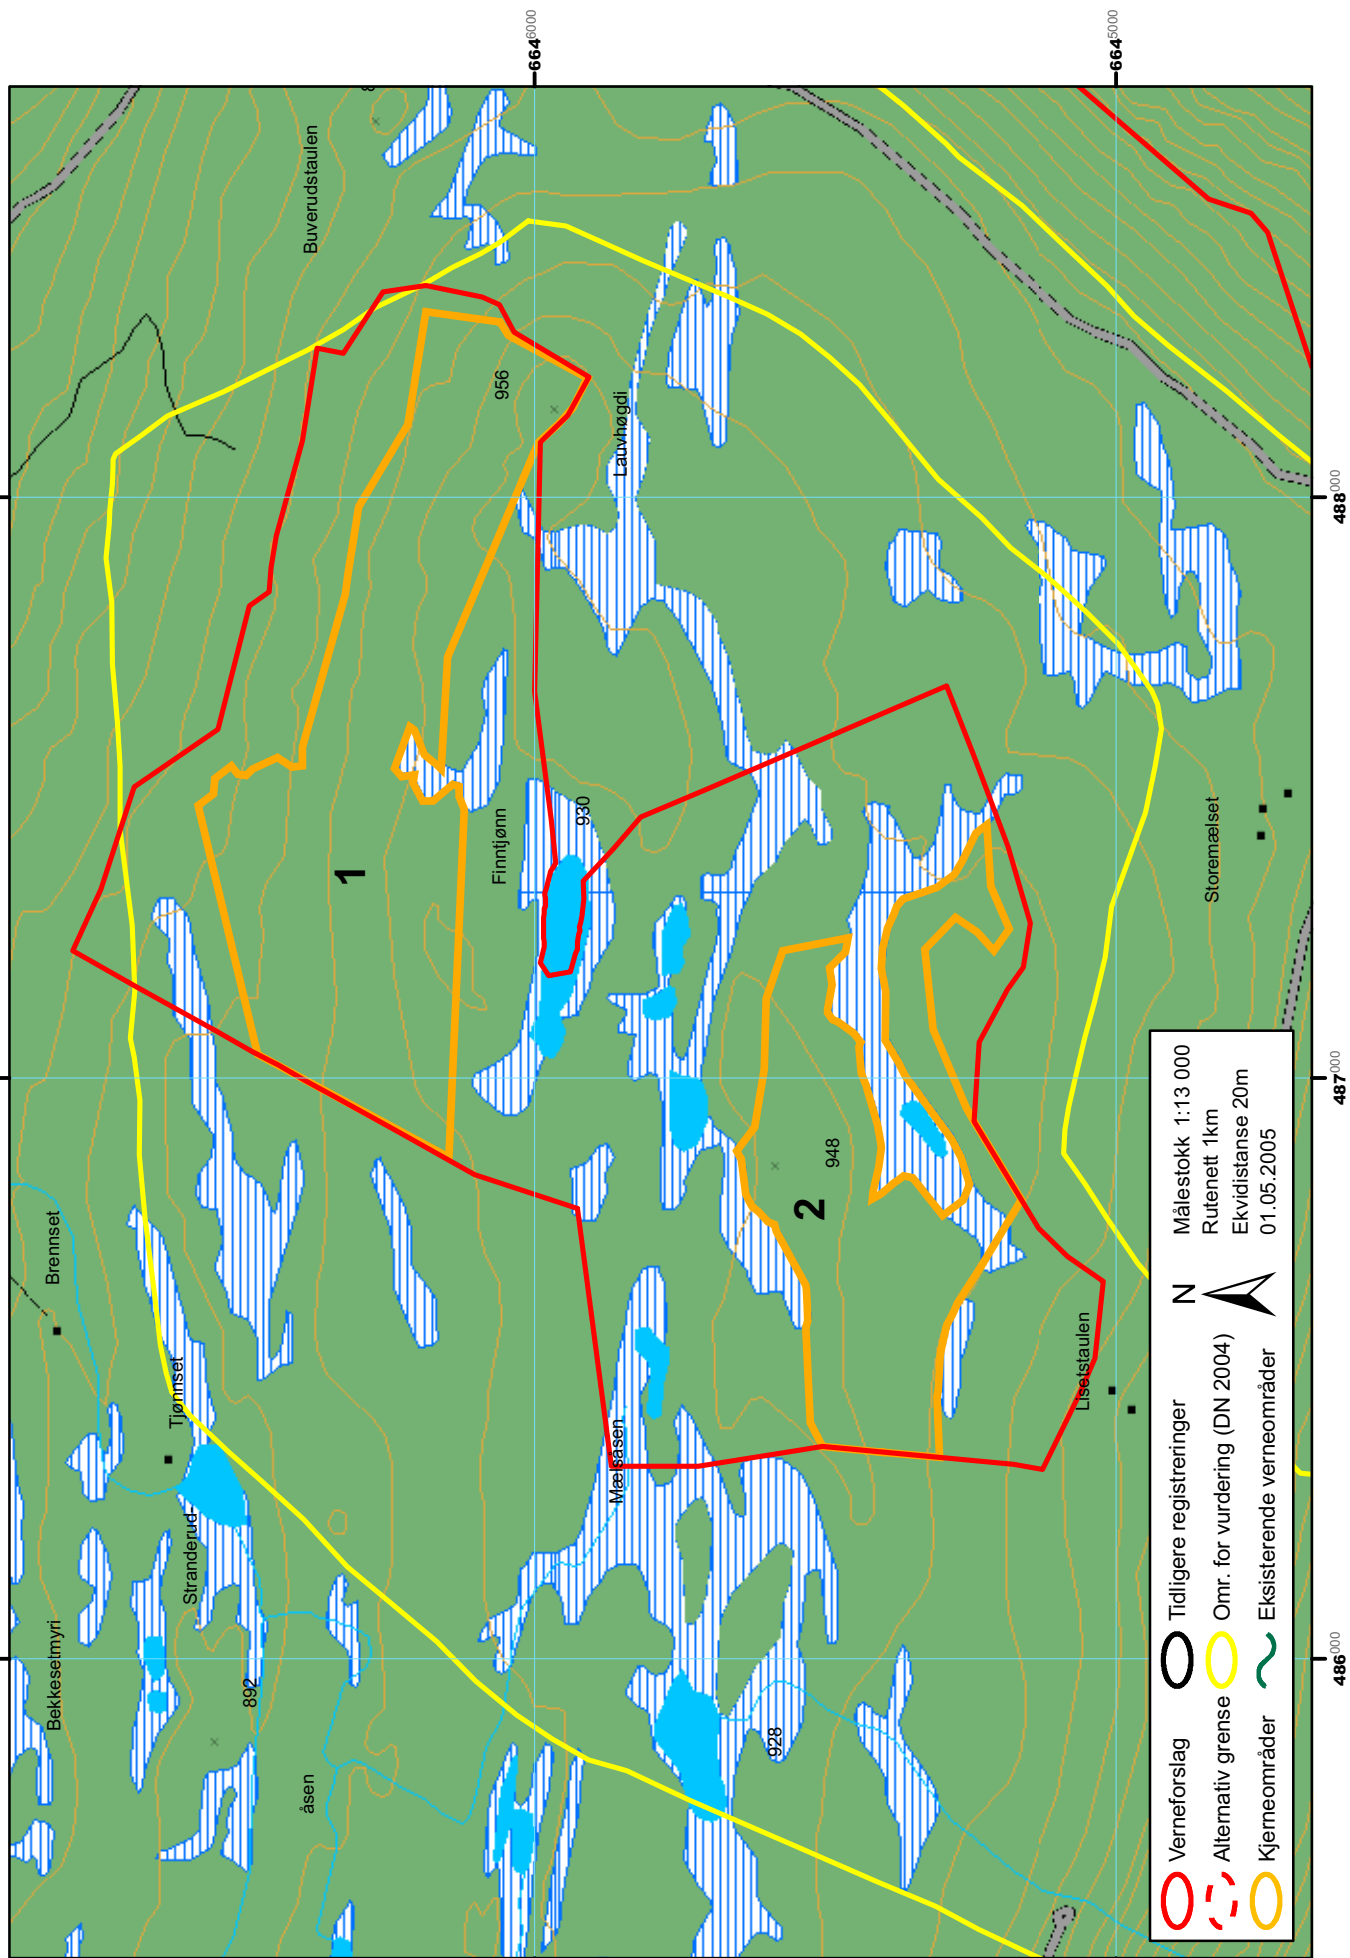 Bekkesetmyri
Brennset
Tjønnset
Stranderud-
892
åsen
Buverudstaulen
8
1
956
Finntjønn
930
Lauvhøgdi
Mælsåsen
928
948
2
Lisetstaulen
Storemælset
6646000
6645000
486000
487000
488000
Verneforslag
Alternativ grense
Kjerneområder
Tidligere registreringer
Omr. for vurdering (DN 2004)
Eksisterende verneområder
N
Målestokk 1:13 000
Rutenett 1km
Ekvidistanse 20m
01.05.2005